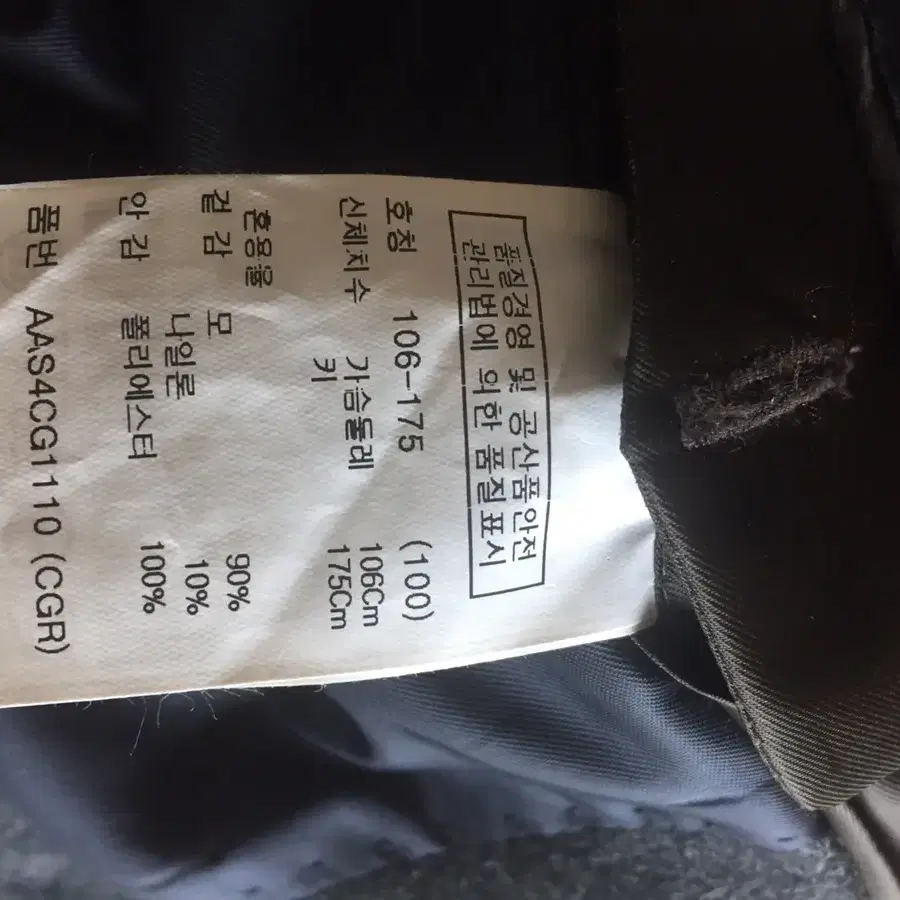 품질경영 및 공산품안전
관리법에 의한 품질표시
호칭 106-175 (100)
신체치수 가슴둘레 106Cm
키 175Cm
혼용율
겉감 모 90%
나일론 10%
안감 폴리에스터 100%
품번 AAS4CG1110 (CGR)